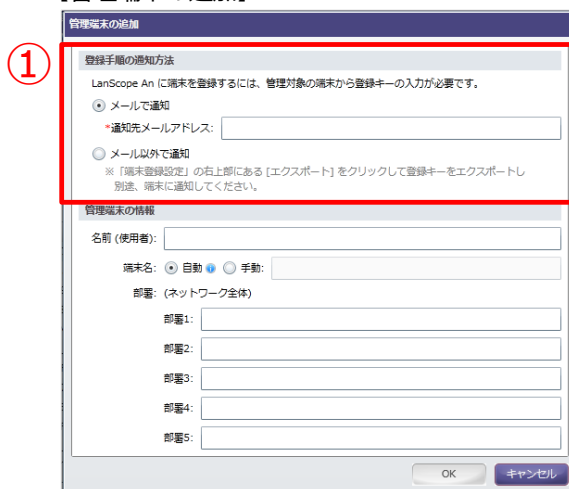 管理端末の追加
①
登録手順の通知方法
LanScope An に端末を登録するには、管理対象の端末から登録キーの入力が必要です。
メールで通知
*通知先メールアドレス:
メール以外で通知
※「端末登録設定」の右上部にある [エクスポート] をクリックして登録キーをエクスポートし
別途、端末に通知してください。
管理端末の情報
名前 (使用者):
端末名: 自動 手動:
部署: (ネットワーク全体)
部署1:
部署2:
部署3:
部署4:
部署5:
OK キャンセル